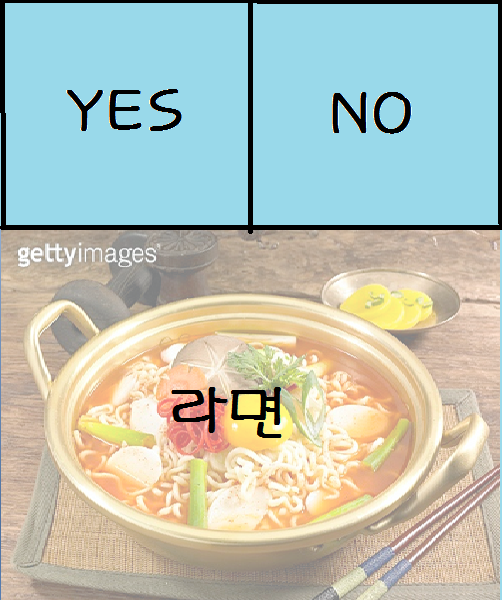 YES NO
gettyimages
라면